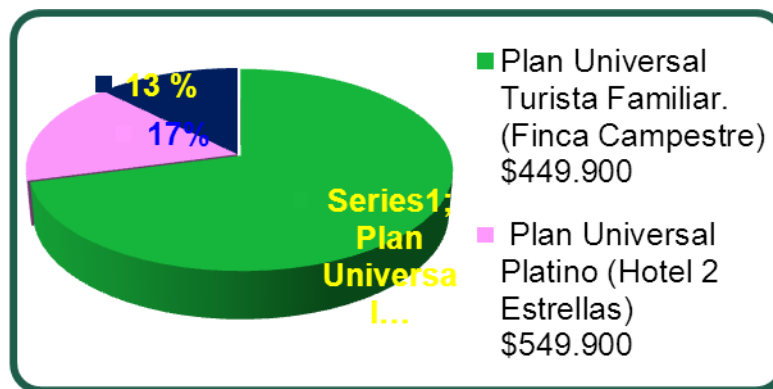 13 %
17%
Series1;
Plan
Universa
l...
Plan Universal
Turista Familiar.
(Finca Campestre)
$449.900
Plan Universal
Platino (Hotel 2
Estrellas)
$549.900